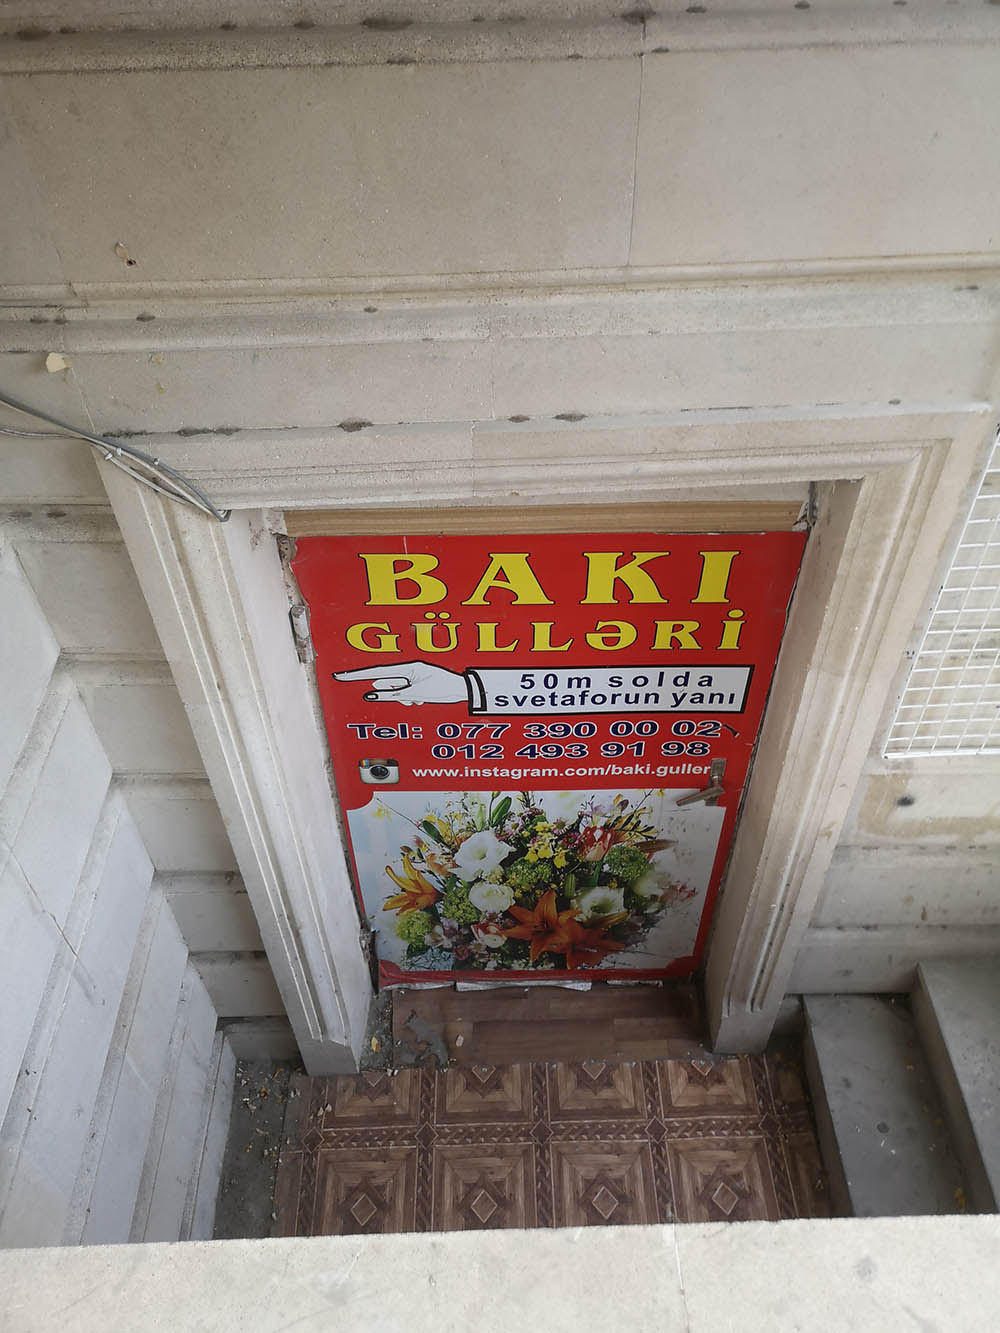 BAKI
GÜLLƏRİ
50m solda
svetaforun yanı
Tel: 077 390 00 02
012 493 91 98
www.instagram.com/baki.guller